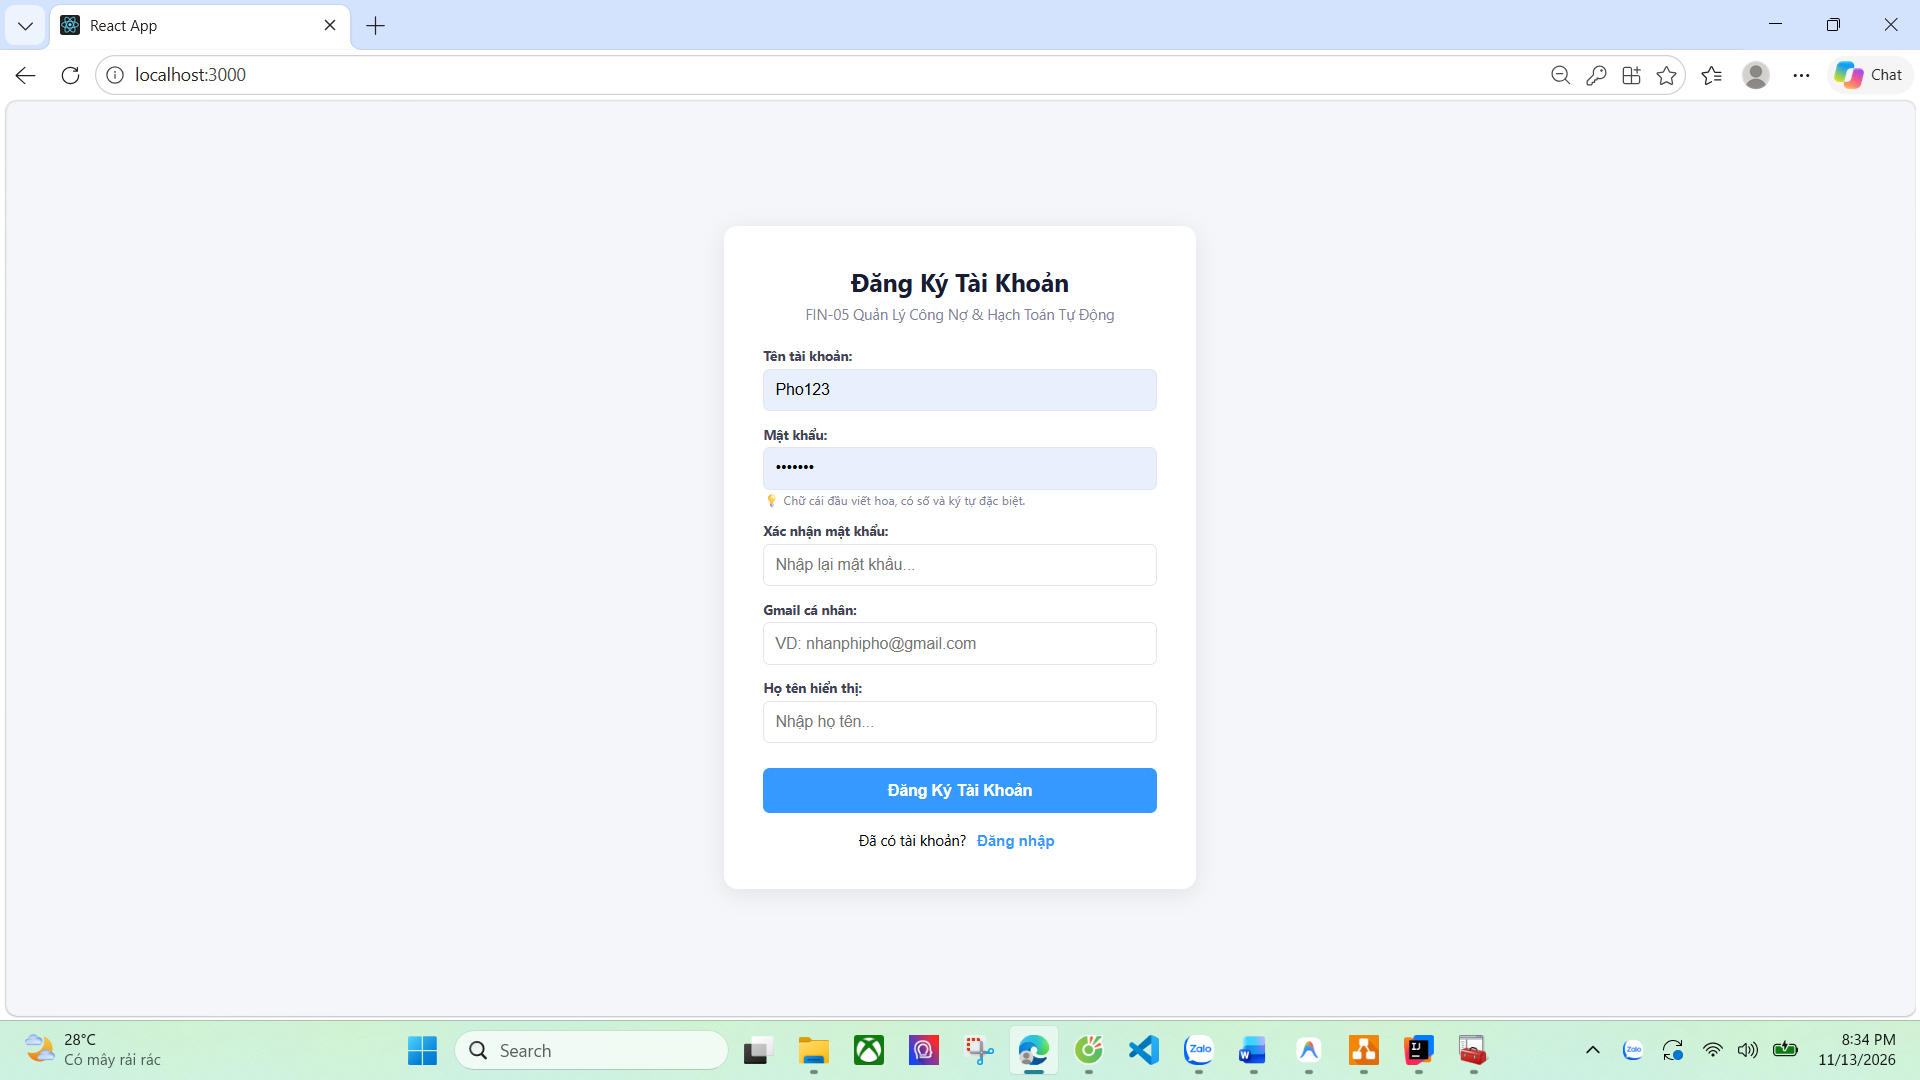 React App
localhost:3000
Chat
Đăng Ký Tài Khoản
FIN-05 Quản Lý Công Nợ & Hạch Toán Tự Động
Tên tài khoản:
Pho123
Mật khẩu:
•••••••
Chữ cái đầu viết hoa, có số và ký tự đặc biệt.
Xác nhận mật khẩu:
Nhập lại mật khẩu...
Gmail cá nhân:
VD: nhanphipho@gmail.com
Họ tên hiển thị:
Nhập họ tên...
Đăng Ký Tài Khoản
Đã có tài khoản? Đăng nhập
28°C
Có mây rải rác
Search
Zalo
W
IJ
Zalo
8:34 PM
11/13/2026